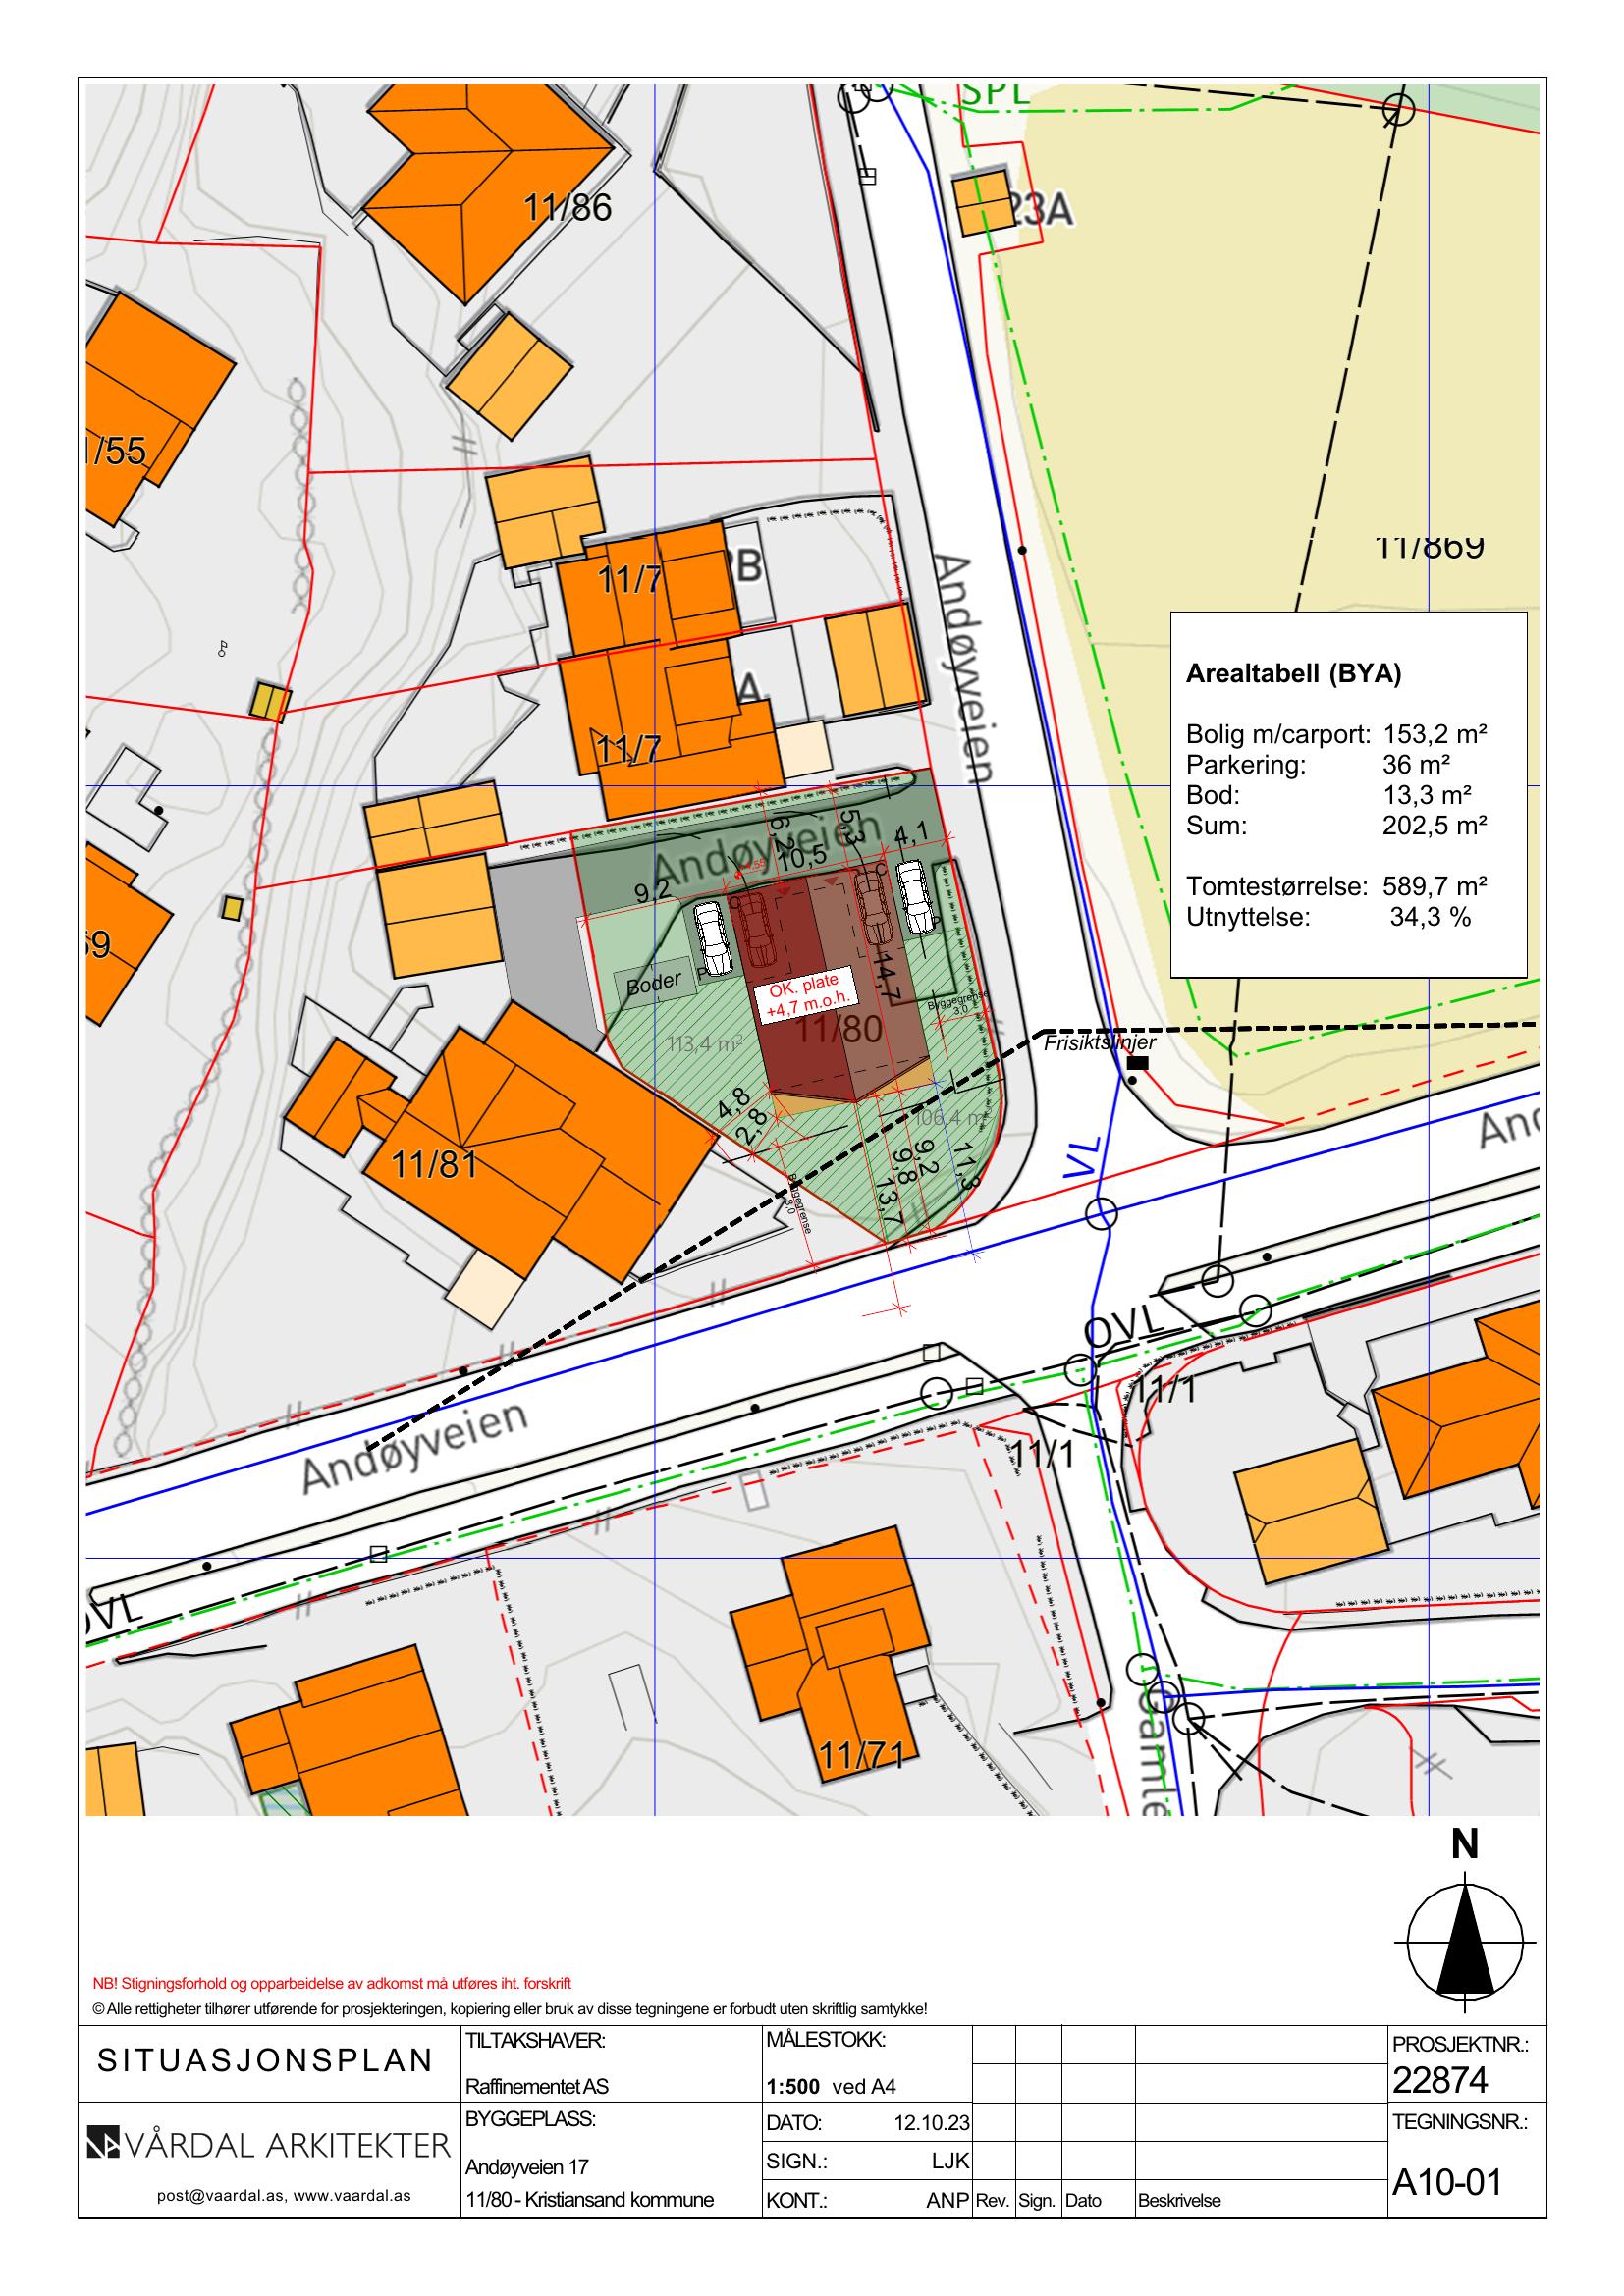 SPL
11/86
23A
1/55
11/869
Andøyveien
11/7
B
A
11/7
Arealtabell (BYA)
Bolig m/carport: 153,2 m²
Parkering: 36 m²
Bod: 13,3 m²
Sum: 202,5 m²
Tomtestørrelse: 589,7 m²
Utnyttelse: 34,3 %
Andøyveien
6,2
5,3
4,1
10,5
9,2
C
C
P
P
Boder
14,7
OK. plate
+4,7 m.o.h.
11/80
113,4 m²
Byggegrense
3,0
Frisiktslinjer
4,8
2,8
106,4 m²
9,2
9,8
11,3
13,7
Byggegrense
11/81
VL
OVL
11/1
11/1
Andøyveien
OVL
11/71
Gamle
N
NB! Stigningsforhold og opparbeidelse av adkomst må utføres iht. forskrift
© Alle rettigheter tilhører utførende for prosjekteringen, kopiering eller bruk av disse tegningene er forbudt uten skriftlig samtykke!
SITUASJONSPLAN
VÅRDAL ARKITEKTER
post@vaardal.as, www.vaardal.as
TILTAKSHAVER:
Raffinementet AS
BYGGEPLASS:
Andøyveien 17
11/80 - Kristiansand kommune
MÅLESTOKK:
1:500 ved A4
DATO: 12.10.23
SIGN.: LJK
KONT.: ANP
Rev. Sign. Dato Beskrivelse
PROSJEKTNR.:
22874
TEGNINGSNR.:
A10-01